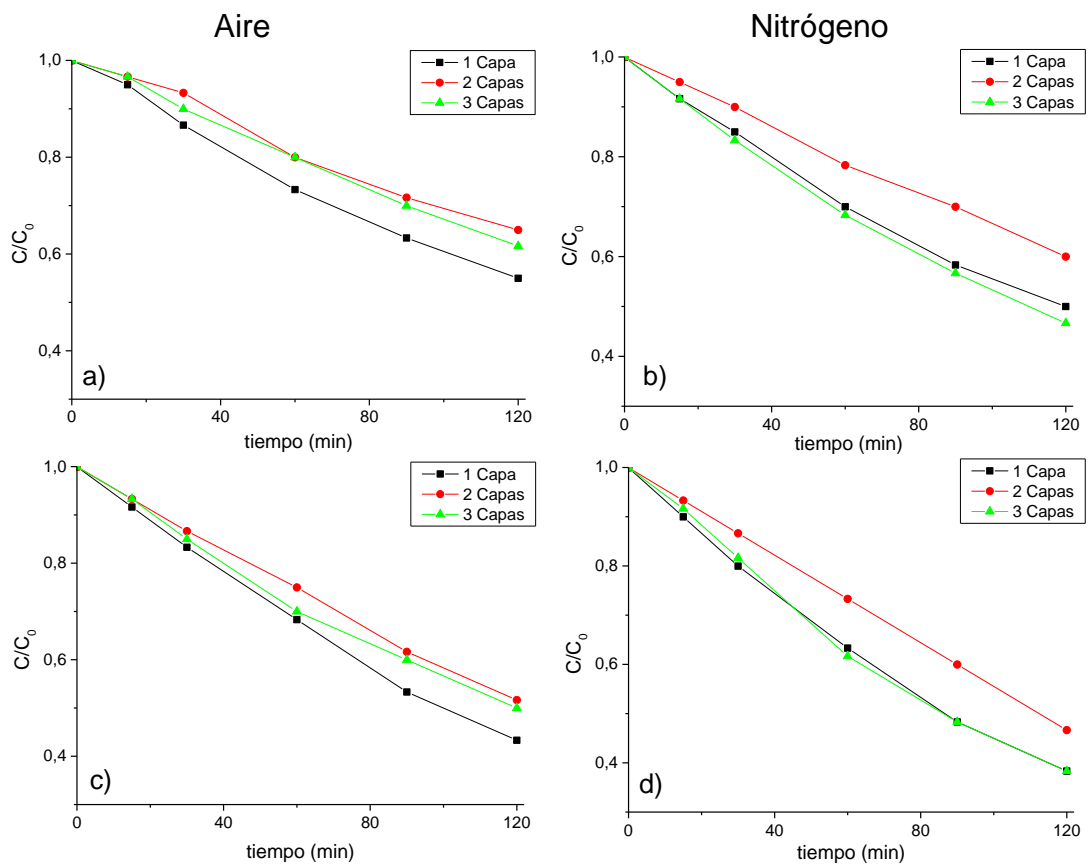 Aire
Nitrógeno
1 Capa
2 Capas
3 Capas
1,0
0,8
0,6
0,4
C/C0
a)
0
40
80
120
tiempo (min)
1 Capa
2 Capas
3 Capas
1,0
0,8
0,6
0,4
C/C0
b)
0
40
80
120
tiempo (min)
1 Capa
2 Capas
3 Capas
1,0
0,8
0,6
0,4
C/C0
c)
0
40
80
120
tiempo (min)
1 Capa
2 Capas
3 Capas
1,0
0,8
0,6
0,4
C/C0
d)
0
40
80
120
tiempo (min)